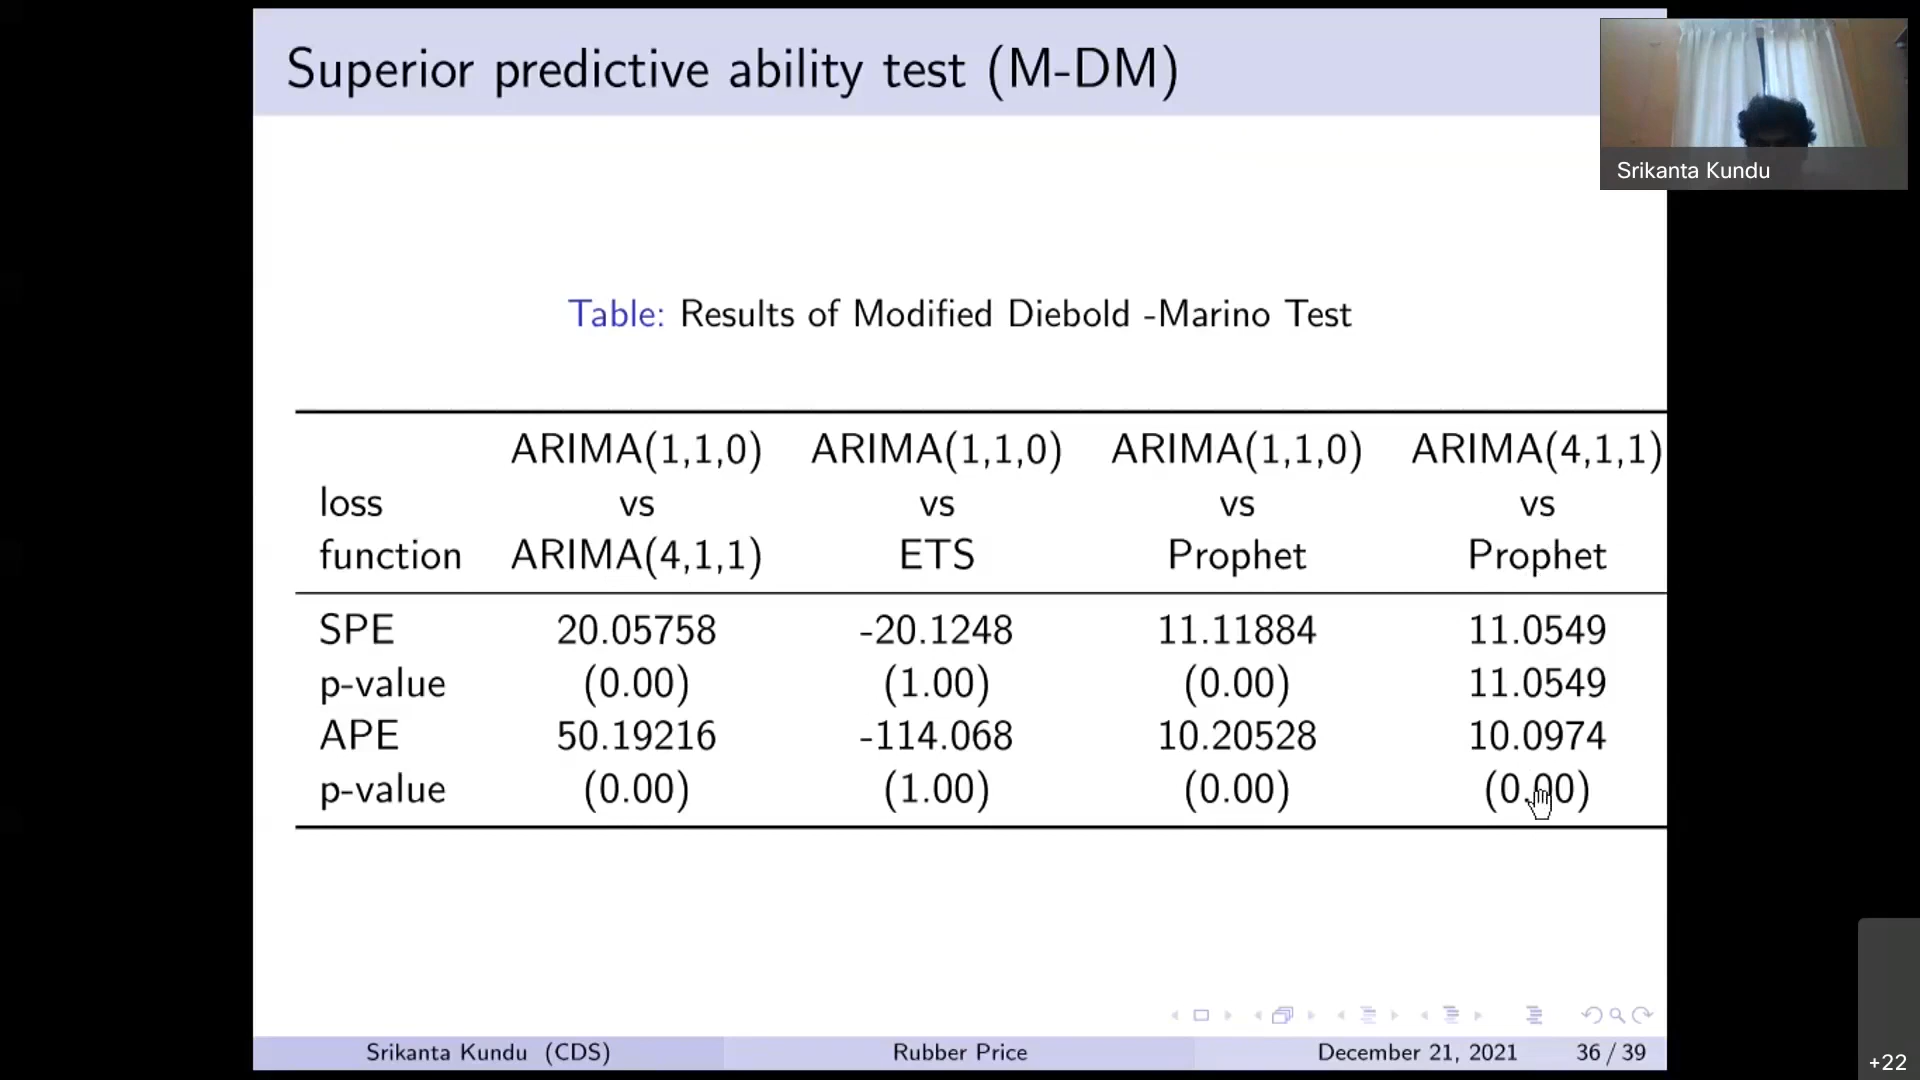 Superior predictive ability test (M-DM)
Srikanta Kundu
Table: Results of Modified Diebold -Marino Test
ARIMA(1,1,0) ARIMA(1,1,0) ARIMA(1,1,0) ARIMA(4,1,1)
loss vs vs vs vs
function ARIMA(4,1,1) ETS Prophet Prophet
SPE 20.05758 -20.1248 11.11884 11.0549
p-value (0.00) (1.00) (0.00) 11.0549
APE 50.19216 -114.068 10.20528 10.0974
p-value (0.00) (1.00) (0.00) (0.00)
Srikanta Kundu (CDS) Rubber Price December 21, 2021 36 / 39
+22